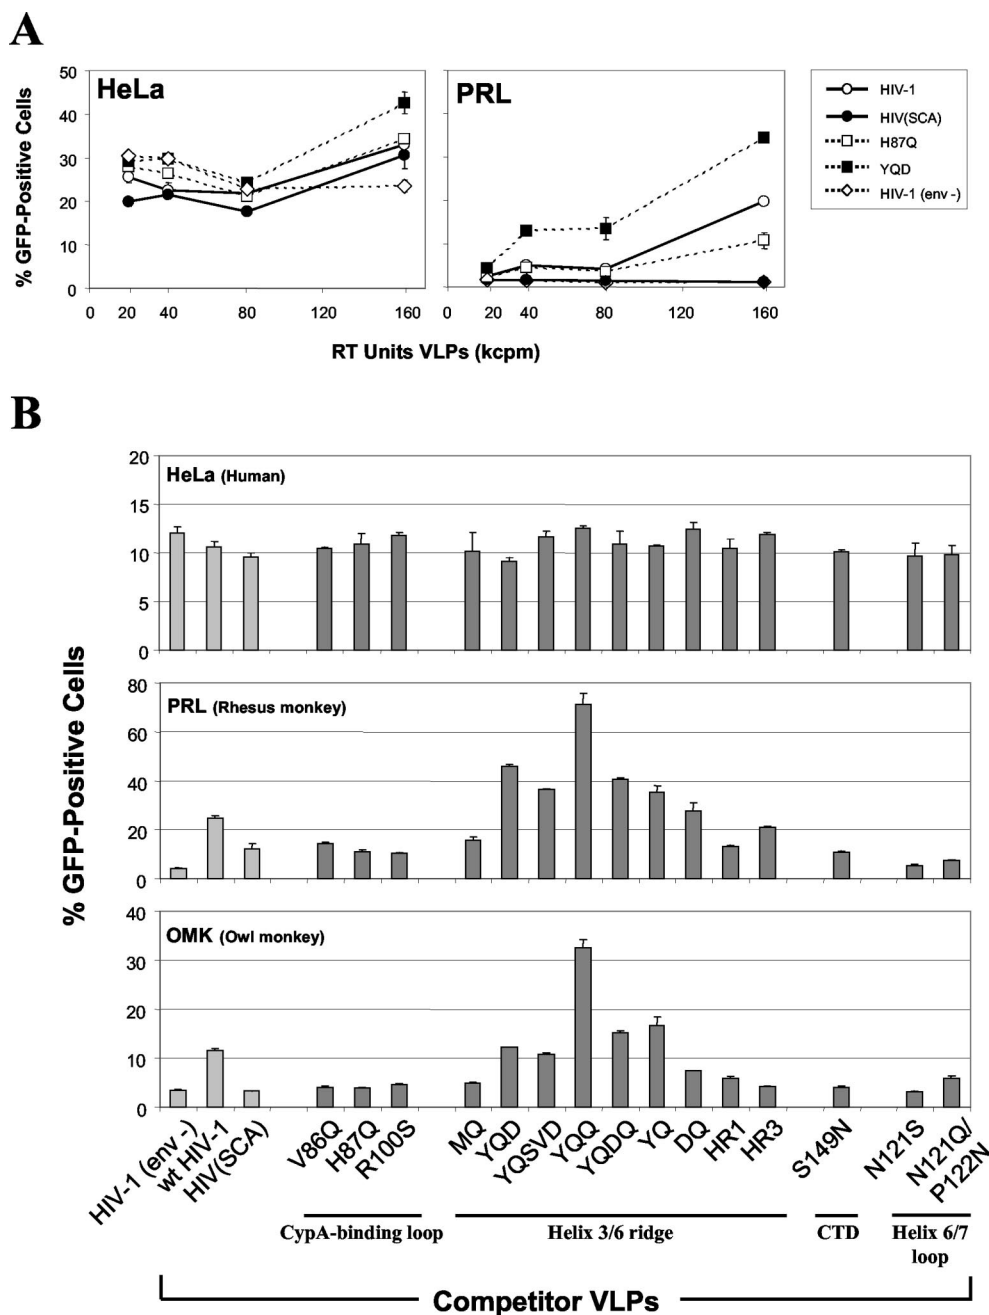 A
HeLa
PRL
% GFP-Positive Cells
50
40
30
20
10
0
0 20 40 80 120 160
0 20 40 80 120 160
RT Units VLPs (kcpm)
HIV-1
HIV(SCA)
H87Q
YQD
HIV-1 (env -)
B
% GFP-Positive Cells
HeLa (Human)
20
15
10
5
0
PRL (Rhesus monkey)
80
60
40
20
0
OMK (Owl monkey)
40
30
20
10
0
HIV-1 (env -)
wt HIV-1
HIV(SCA)
V86Q
H87Q
R100S
MQ
YQD
YQSVD
YQQ
YQDQ
YQ
DQ
HR1
HR3
S149N
N121S
N121Q/
P122N
CypA-binding loop
Helix 3/6 ridge
CTD
Helix 6/7
loop
Competitor VLPs